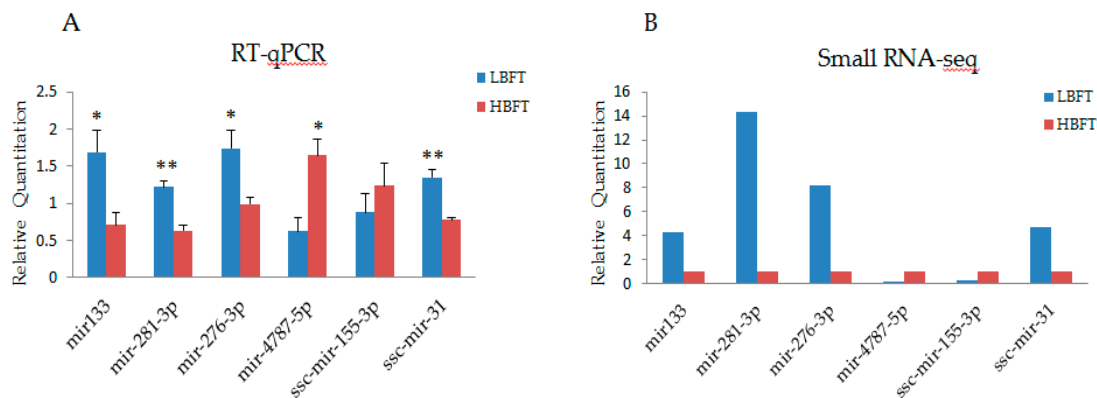 A
RT-qPCR
LBFT
HBFT
Relative Quantitation
2.5
2
1.5
1
0.5
0
*
**
*
*
**
mir133
mir-281-3p
mir-276-3p
mir-4787-5p
ssc-mir-155-3p
ssc-mir-31
B
Small RNA-seq
LBFT
HBFT
Relative Quantitation
16
14
12
10
8
6
4
2
0
mir133
mir-281-3p
mir-276-3p
mir-4787-5p
ssc-mir-155-3p
ssc-mir-31